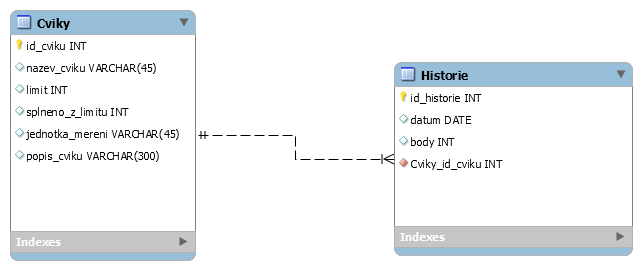 Cviky
id_cviku INT
nazev_cviku VARCHAR(45)
limit INT
splneno_z_limitu INT
jednotka_mereni VARCHAR(45)
popis_cviku VARCHAR(300)
Indexes
Historie
id_historie INT
datum DATE
body INT
Cviky_id_cviku INT
Indexes